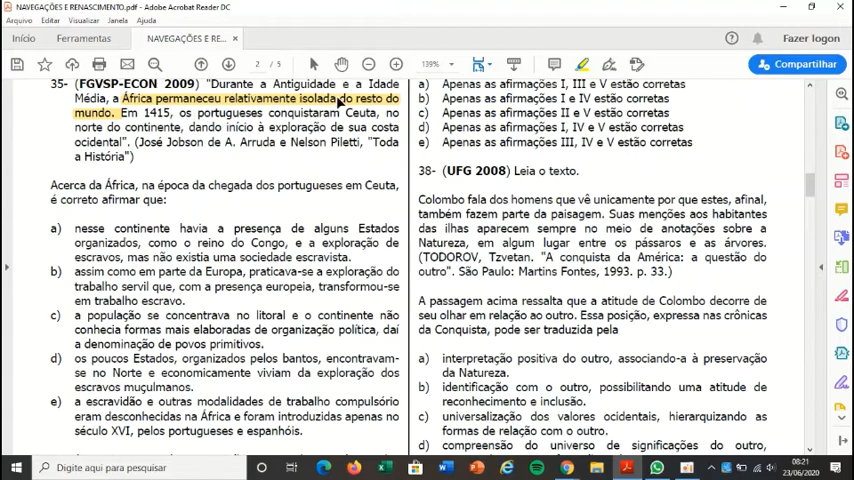 NAVEGAÇÕES E RENASCIMENTO.pdf - Adobe Acrobat Reader DC
Arquivo Editar Visualizar Janela Ajuda
Início Ferramentas NAVEGAÇÕES E RE... × Fazer logon
2 / 5 139% Compartilhar
35- (FGVSP-ECON 2009) "Durante a Antiguidade e a Idade
Média, a África permaneceu relativamente isolada do resto do
mundo. Em 1415, os portugueses conquistaram Ceuta, no
norte do continente, dando início à exploração de sua costa
ocidental". (José Jobson de A. Arruda e Nelson Piletti, "Toda
a História")
Acerca da África, na época da chegada dos portugueses em Ceuta,
é correto afirmar que:
a) nesse continente havia a presença de alguns Estados
organizados, como o reino do Congo, e a exploração de
escravos, mas não existia uma sociedade escravista.
b) assim como em parte da Europa, praticava-se a exploração do
trabalho servil que, com a presença europeia, transformou-se
em trabalho escravo.
c) a população se concentrava no litoral e o continente não
conhecia formas mais elaboradas de organização política, daí
a denominação de povos primitivos.
d) os poucos Estados, organizados pelos bantos, encontravam-
se no Norte e economicamente viviam da exploração dos
escravos muçulmanos.
e) a escravidão e outras modalidades de trabalho compulsório
eram desconhecidas na África e foram introduzidas apenas no
século XVI, pelos portugueses e espanhóis.
a) Apenas as afirmações I, III e V estão corretas
b) Apenas as afirmações I e IV estão corretas
c) Apenas as afirmações II e V estão corretas
d) Apenas as afirmações I, IV e V estão corretas
e) Apenas as afirmações III, IV e V estão corretas
38- (UFG 2008) Leia o texto.
Colombo fala dos homens que vê unicamente por que estes, afinal,
também fazem parte da paisagem. Suas menções aos habitantes
das ilhas aparecem sempre no meio de anotações sobre a
Natureza, em algum lugar entre os pássaros e as árvores.
(TODOROV, Tzvetan. "A conquista da América: a questão do
outro". São Paulo: Martins Fontes, 1993. p. 33.)
A passagem acima ressalta que a atitude de Colombo decorre de
seu olhar em relação ao outro. Essa posição, expressa nas crônicas
da Conquista, pode ser traduzida pela
a) interpretação positiva do outro, associando-a à preservação
da Natureza.
b) identificação com o outro, possibilitando uma atitude de
reconhecimento e inclusão.
c) universalização dos valores ocidentais, hierarquizando as
formas de relação com o outro.
d) compreensão do universo de significações do outro,
Digite aqui para pesquisar
08:21
23/06/2020